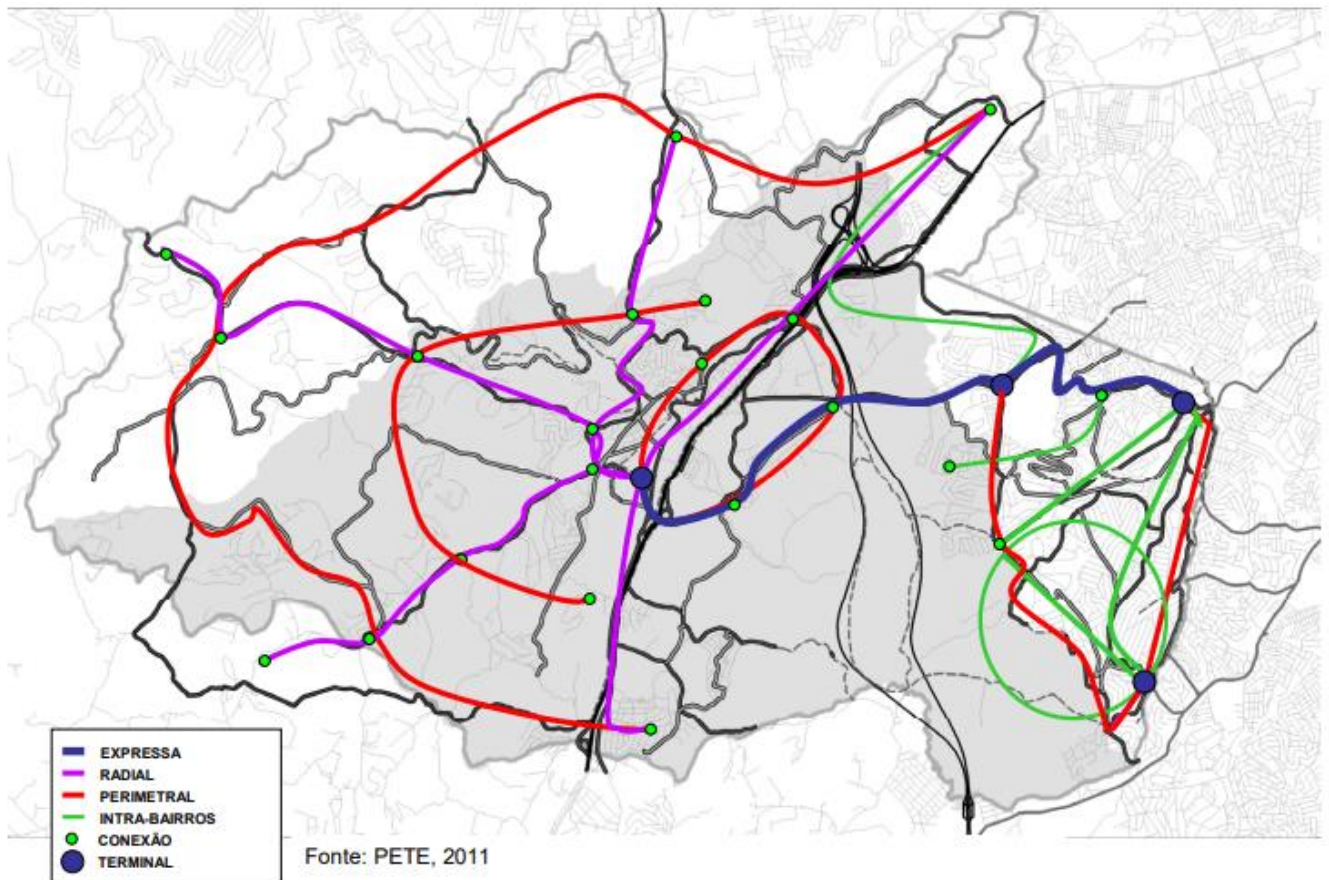 EXPRESSA
RADIAL
PERIMETRAL
INTRA-BAIRROS
CONEXÃO
TERMINAL
Fonte: PETE, 2011